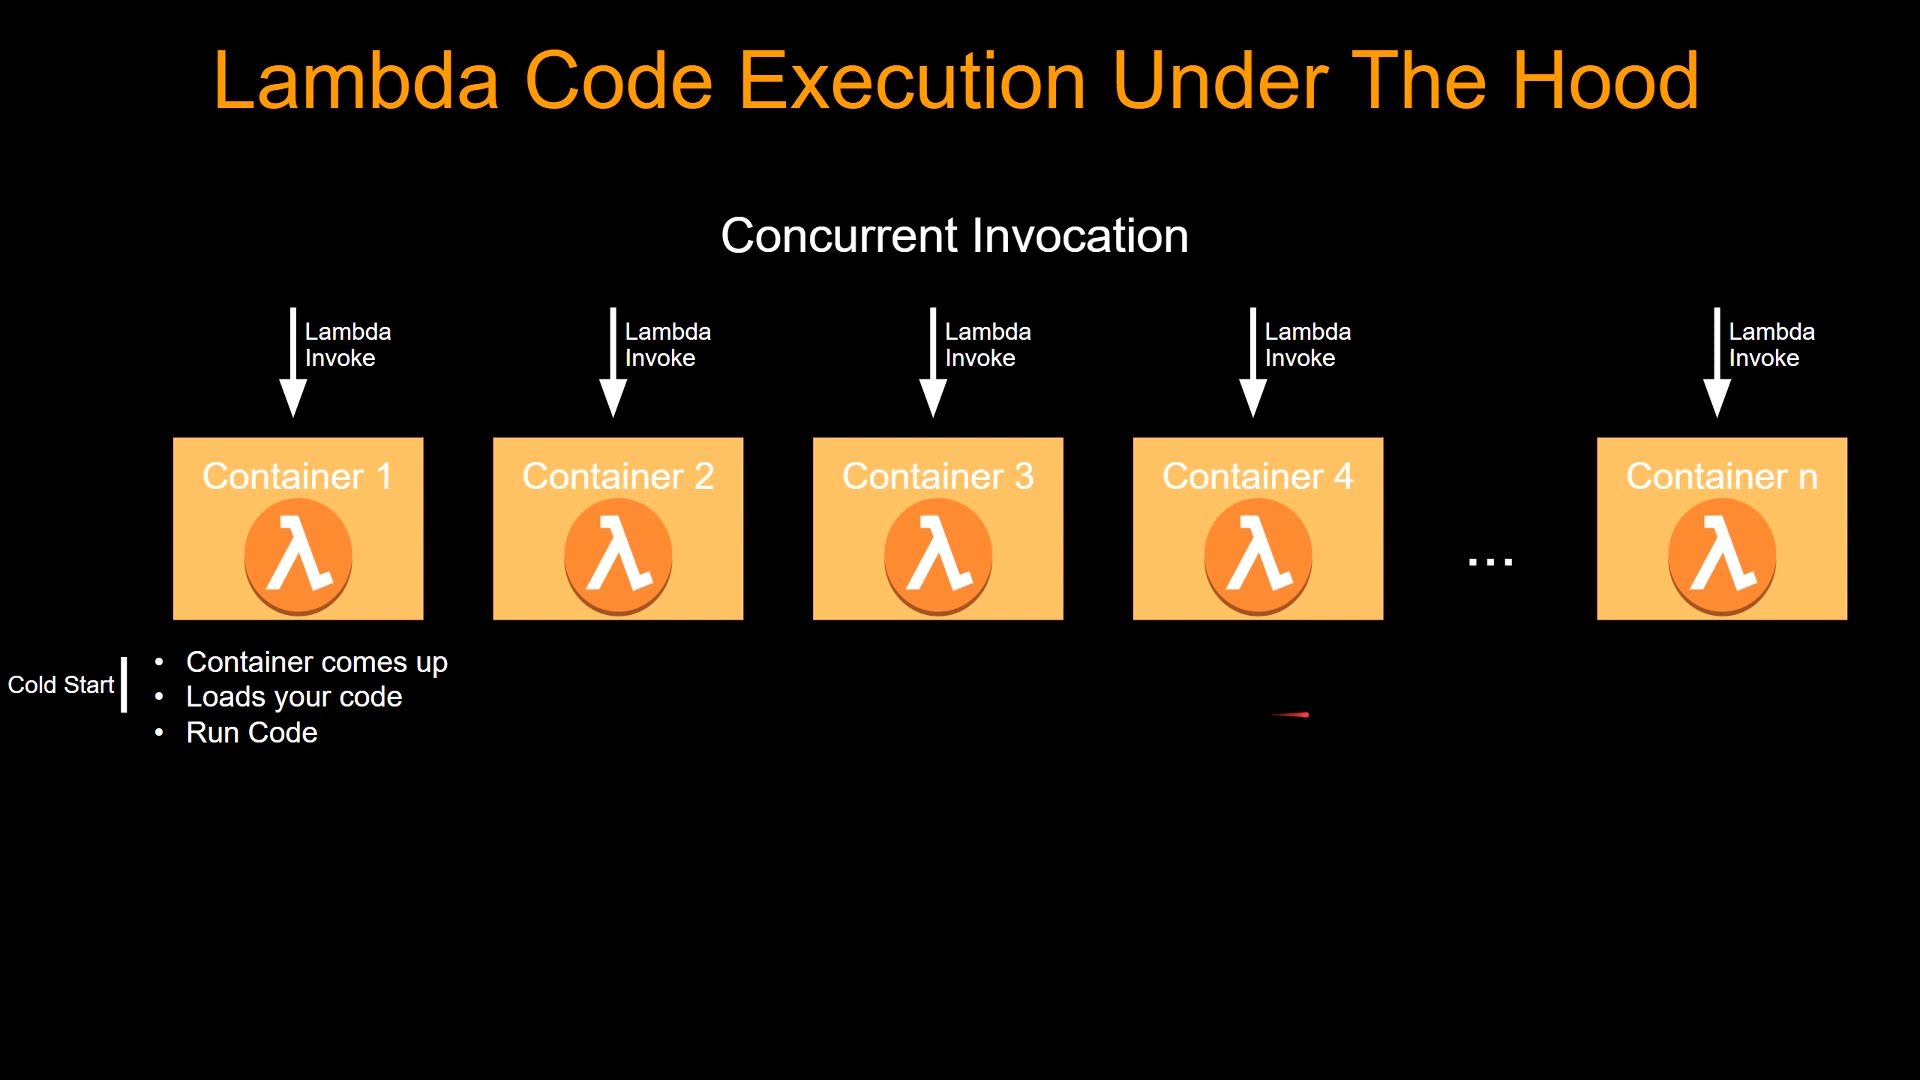 Lambda Code Execution Under The Hood
Concurrent Invocation
Lambda
Invoke
Lambda
Invoke
Lambda
Invoke
Lambda
Invoke
Lambda
Invoke
Container 1
λ
Container 2
λ
Container 3
λ
Container 4
λ
...
Container n
λ
Cold Start
• Container comes up
• Loads your code
• Run Code